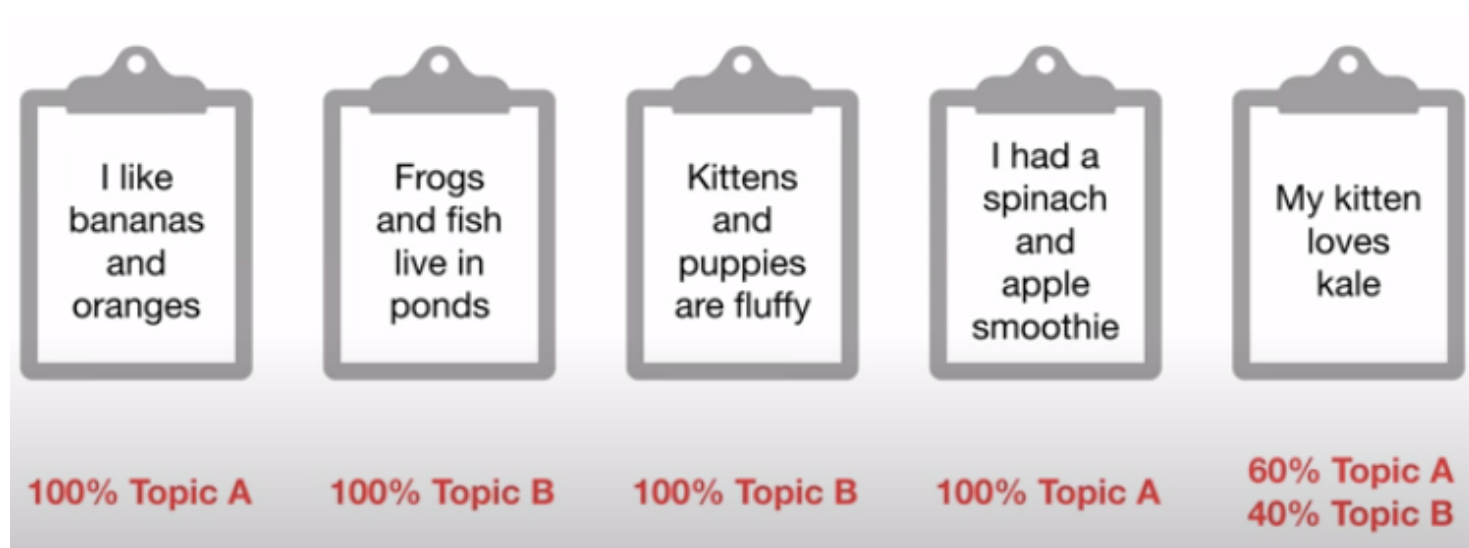 I like
bananas
and
oranges
Frogs
and fish
live in
ponds
Kittens
and
puppies
are fluffy
I had a
spinach
and
apple
smoothie
My kitten
loves
kale
100% Topic A
100% Topic B
100% Topic B
100% Topic A
60% Topic A
40% Topic B